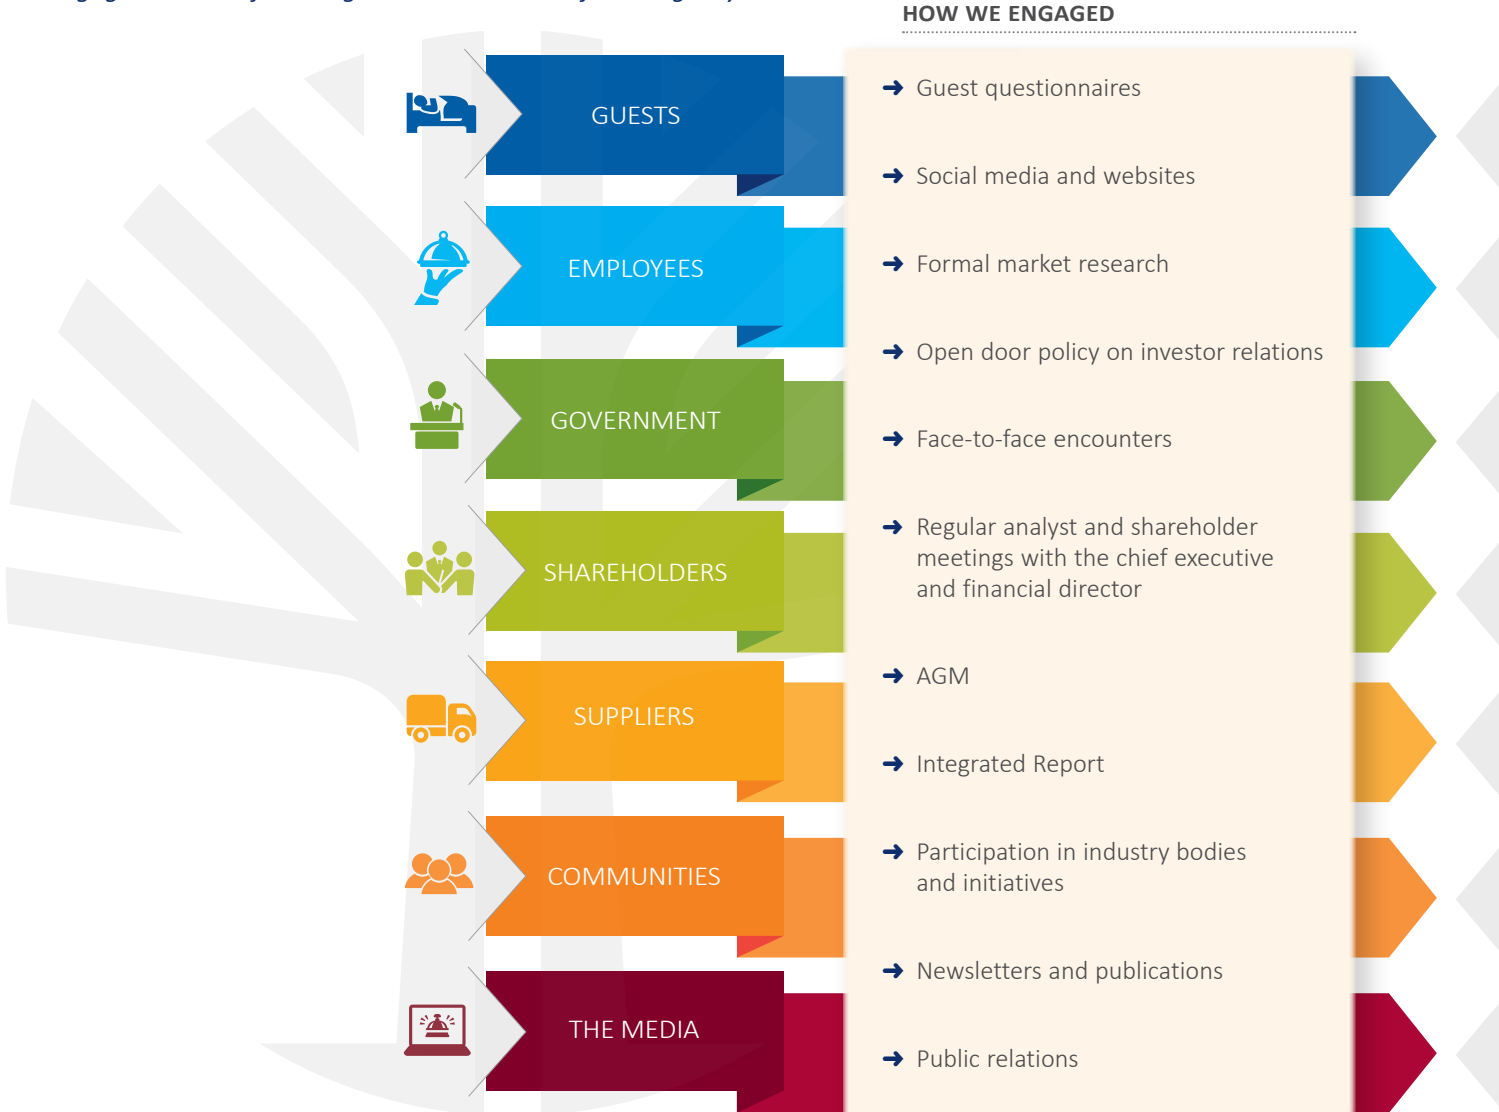 HOW WE ENGAGED
GUESTS
EMPLOYEES
GOVERNMENT
SHAREHOLDERS
SUPPLIERS
COMMUNITIES
THE MEDIA
➜ Guest questionnaires
➜ Social media and websites
➜ Formal market research
➜ Open door policy on investor relations
➜ Face-to-face encounters
➜ Regular analyst and shareholder
meetings with the chief executive
and financial director
➜ AGM
➜ Integrated Report
➜ Participation in industry bodies
and initiatives
➜ Newsletters and publications
➜ Public relations